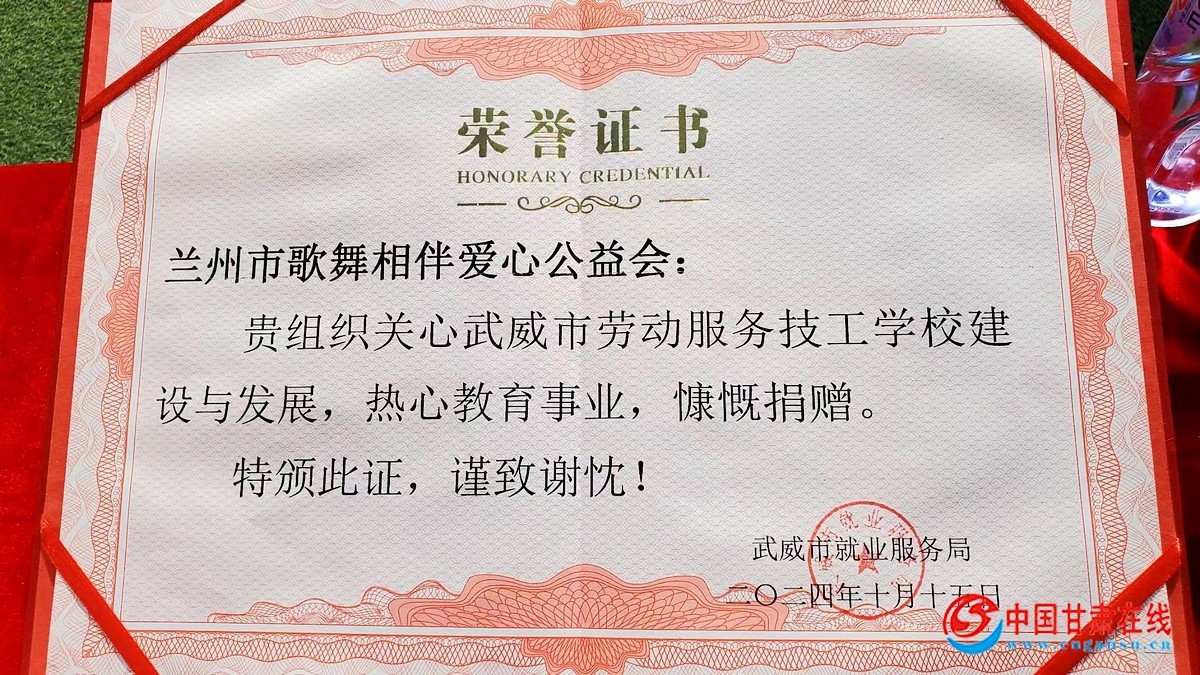 荣誉证书
HONORARY CREDENTIAL
兰州市歌舞相伴爱心公益会：
贵组织关心武威市劳动服务技工学校建
设与发展，热心教育事业，慷慨捐赠。
特颁此证，谨致谢忱！
武威市就业服务局
二〇二四年十月十五日
中国甘肃在线
www.cngansu.cn